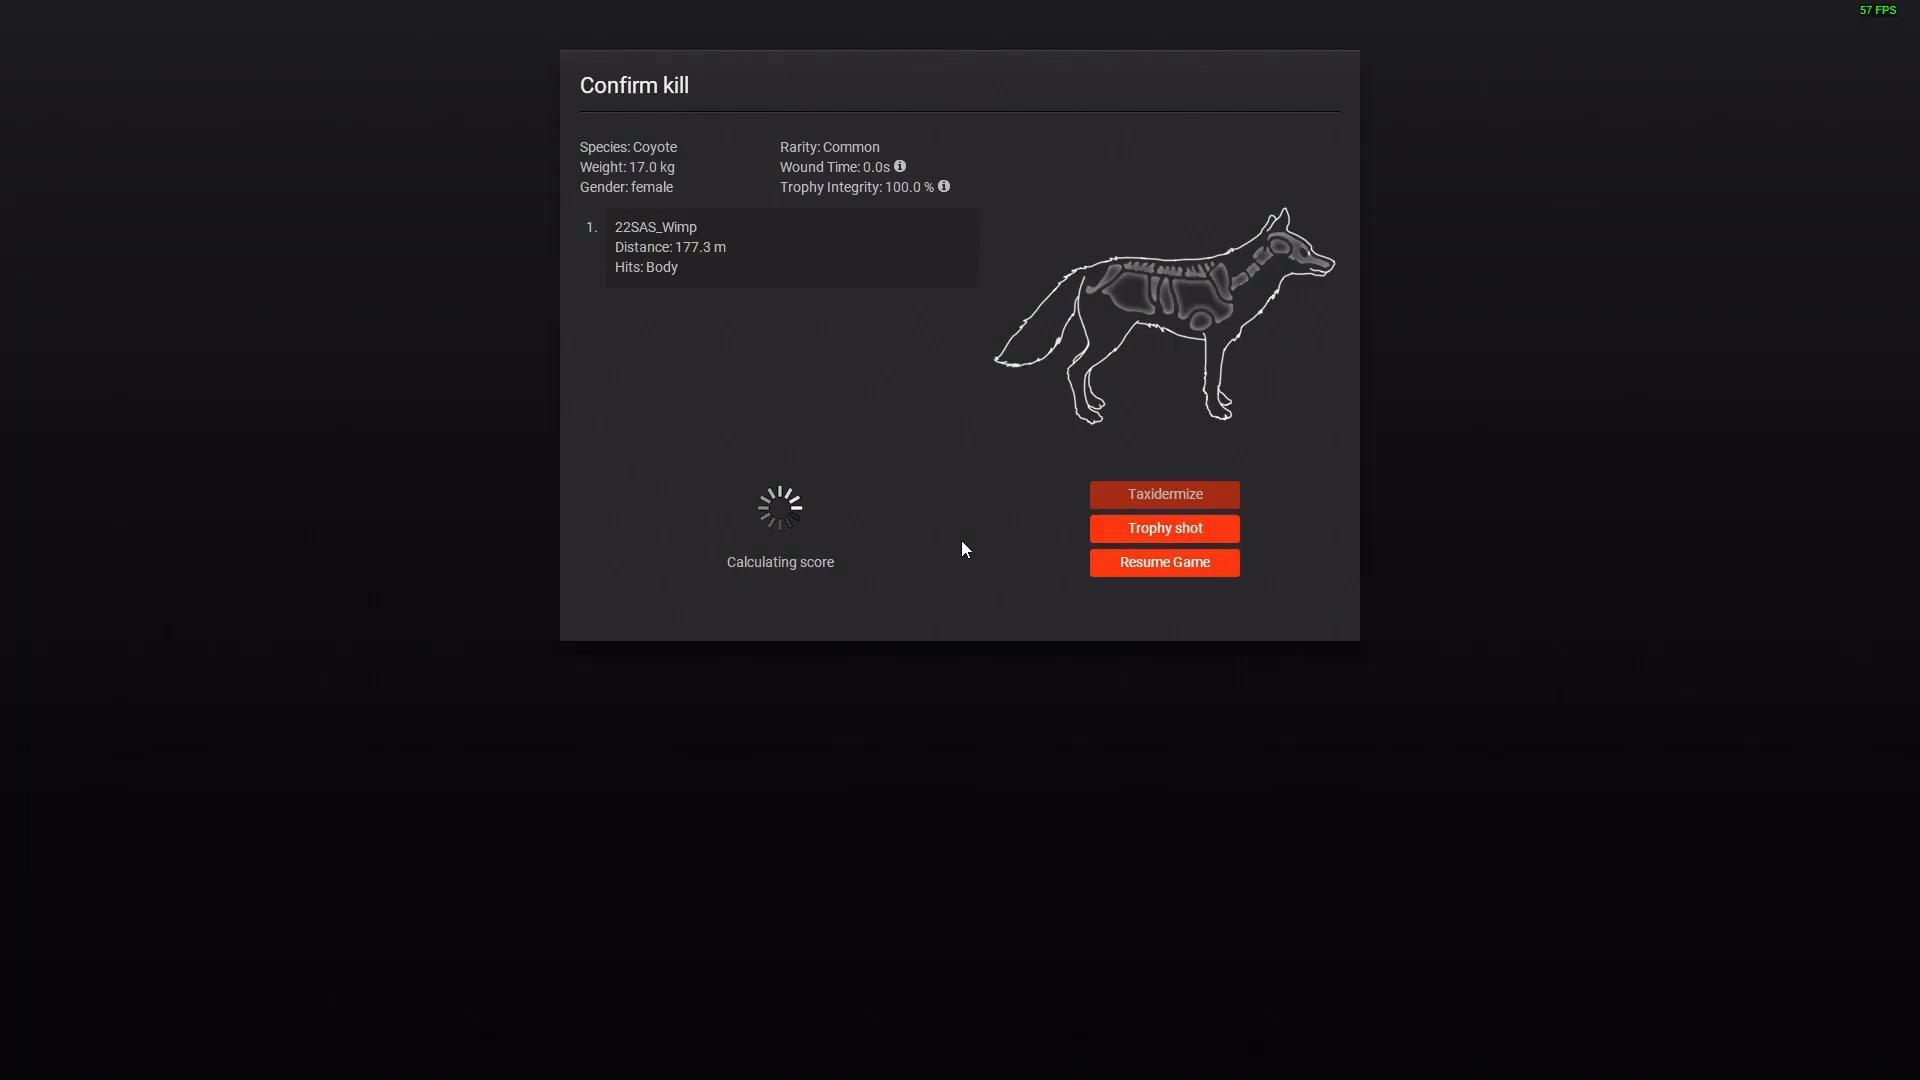 57 FPS
Confirm kill
Species: Coyote
Weight: 17.0 kg
Gender: female
Rarity: Common
Wound Time: 0.0s
Trophy Integrity: 100.0 %
1.
22SAS_Wimp
Distance: 177.3 m
Hits: Body
Calculating score
Taxidermize
Trophy shot
Resume Game